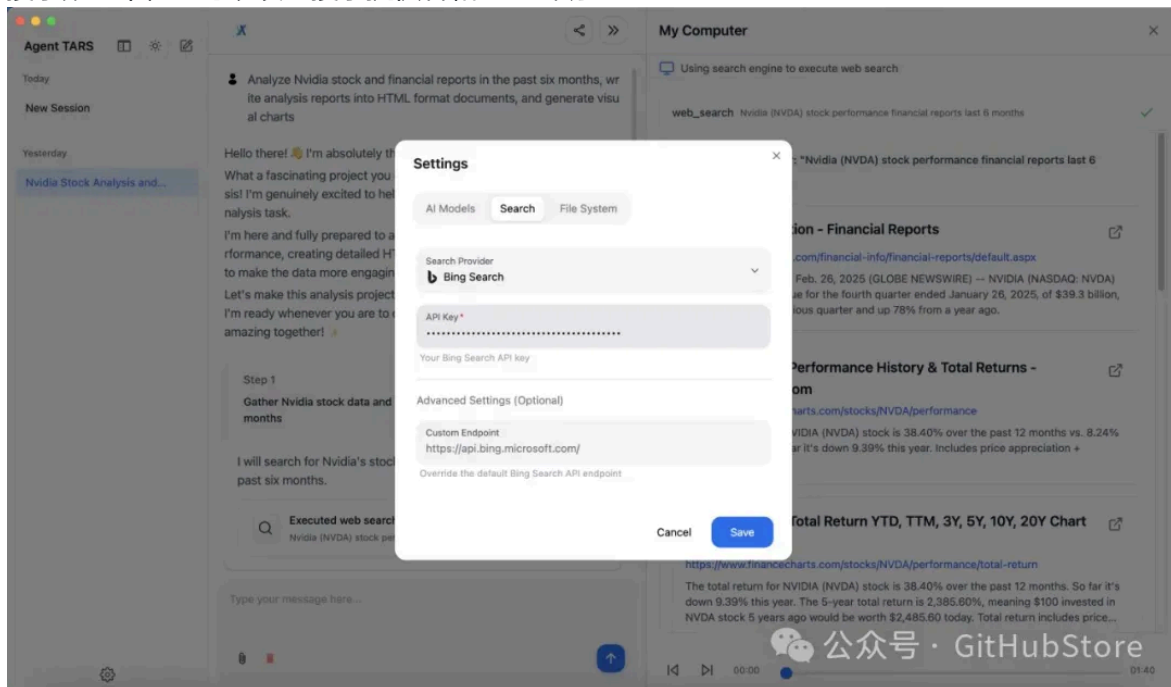 Agent TARS
Today
New Session
Yesterday
Nvidia Stock Analysis and...
Analyze Nvidia stock and financial reports in the past six months, wr
ite analysis reports into HTML format documents, and generate visu
al charts
Hello there! 👋 I'm absolutely th
What a fascinating project you
sis! I'm genuinely excited to hel
nalysis task.
I'm here and fully prepared to a
rformance, creating detailed H
to make the data more engagin
Let's make this analysis project
I'm ready whenever you are to
amazing together!
Step 1
Gather Nvidia stock data and
months
I will search for Nvidia's stoc
past six months.
Executed web search
Nvidia (NVDA) stock per
Type your message here...
Settings
AI Models Search File System
Search Provider
Bing Search
API Key*
Your Bing Search API key
Advanced Settings (Optional)
Custom Endpoint
https://api.bing.microsoft.com/
Override the default Bing Search API endpoint
Cancel Save
My Computer
Using search engine to execute web search
web_search Nvidia (NVDA) stock performance financial reports last 6 months
: "Nvidia (NVDA) stock performance financial reports last 6
ion - Financial Reports
.com/financial-info/financial-reports/default.aspx
Feb. 26, 2025 (GLOBE NEWSWIRE) -- NVIDIA (NASDAQ: NVDA)
ue for the fourth quarter ended January 26, 2025, of $39.3 billion,
ious quarter and up 78% from a year ago.
Performance History & Total Returns -
om
harts.com/stocks/NVDA/performance
VIDIA (NVDA) stock is 38.40% over the past 12 months vs. 8.24%
ar it's down 9.39% this year. Includes price appreciation +
Total Return YTD, TTM, 3Y, 5Y, 10Y, 20Y Chart
https://www.financecharts.com/stocks/NVDA/performance/total-return
The total return for NVIDIA (NVDA) stock is 38.40% over the past 12 months. So far it's
down 9.39% this year. The 5-year total return is 2,385.60%, meaning $100 invested in
NVDA stock 5 years ago would be worth $2,485.60 today. Total return includes price...
00:00 01:40
公众号 · GitHubStore